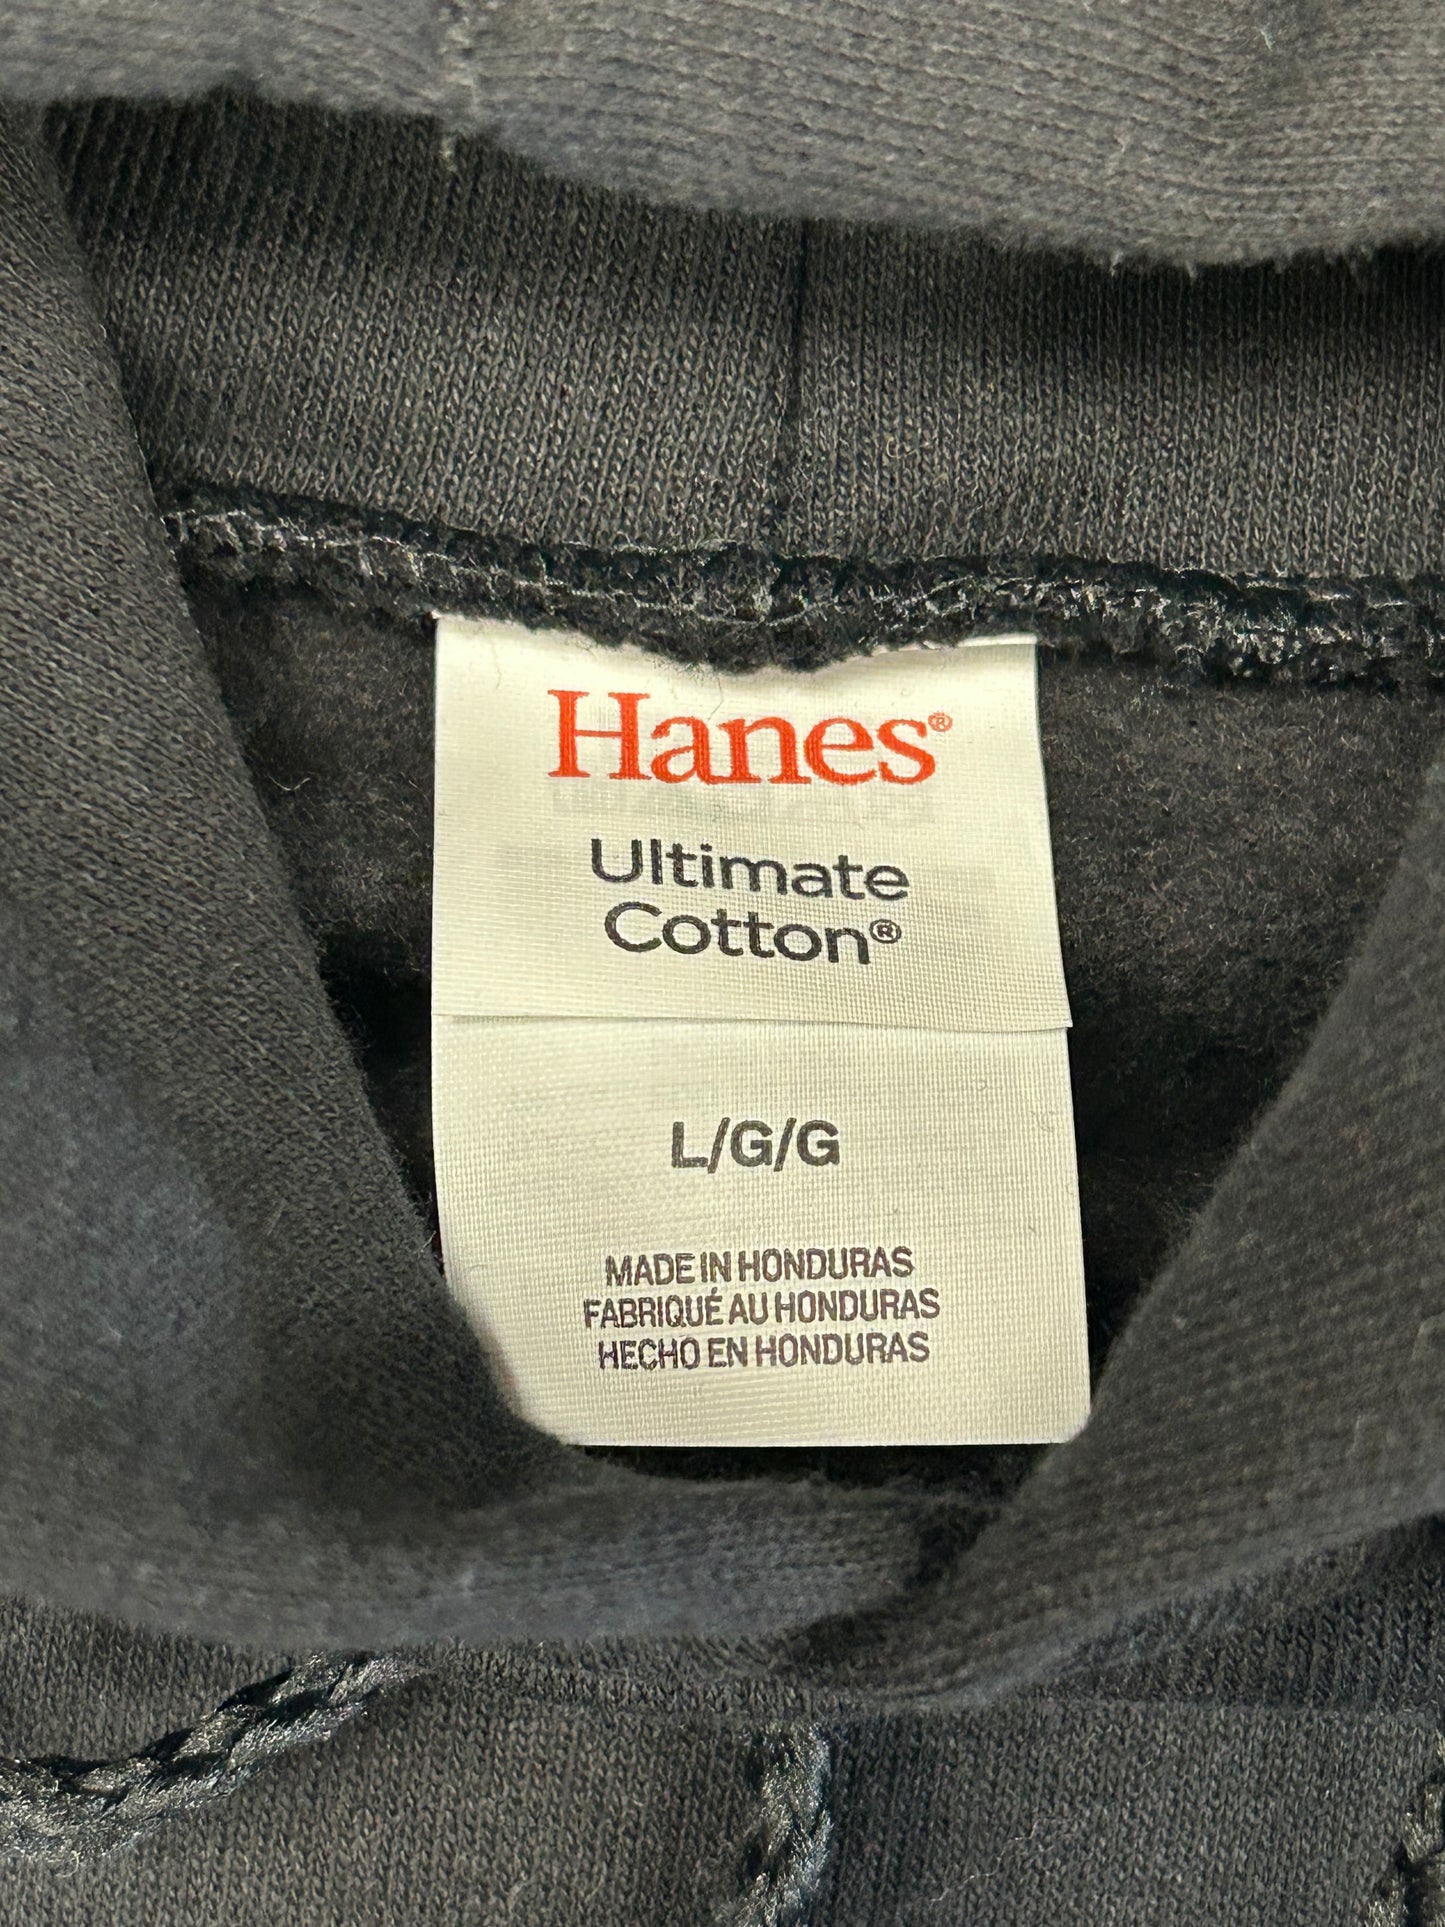 Hanes®
Ultimate
Cotton®
L/G/G
MADE IN HONDURAS
FABRIQUÉ AU HONDURAS
HECHO EN HONDURAS